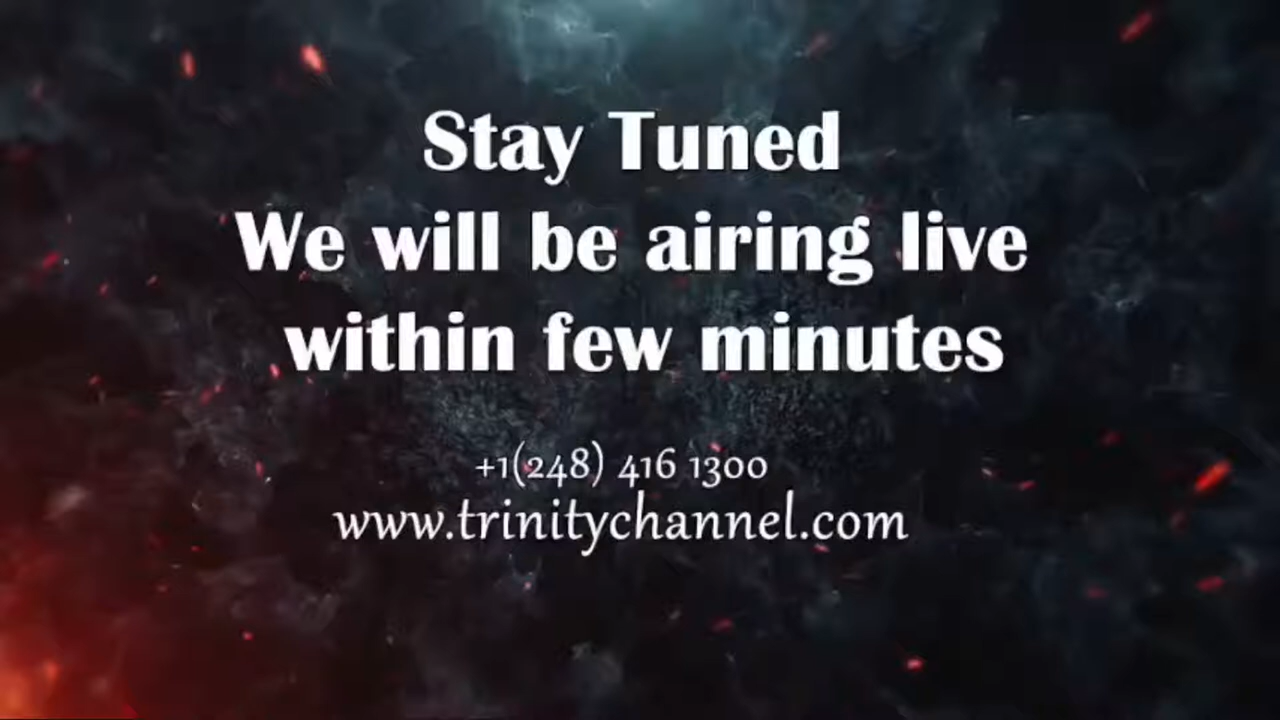 Stay Tuned
We will be airing live
within few minutes
+1(248) 416 1300
www.trinitychannel.com